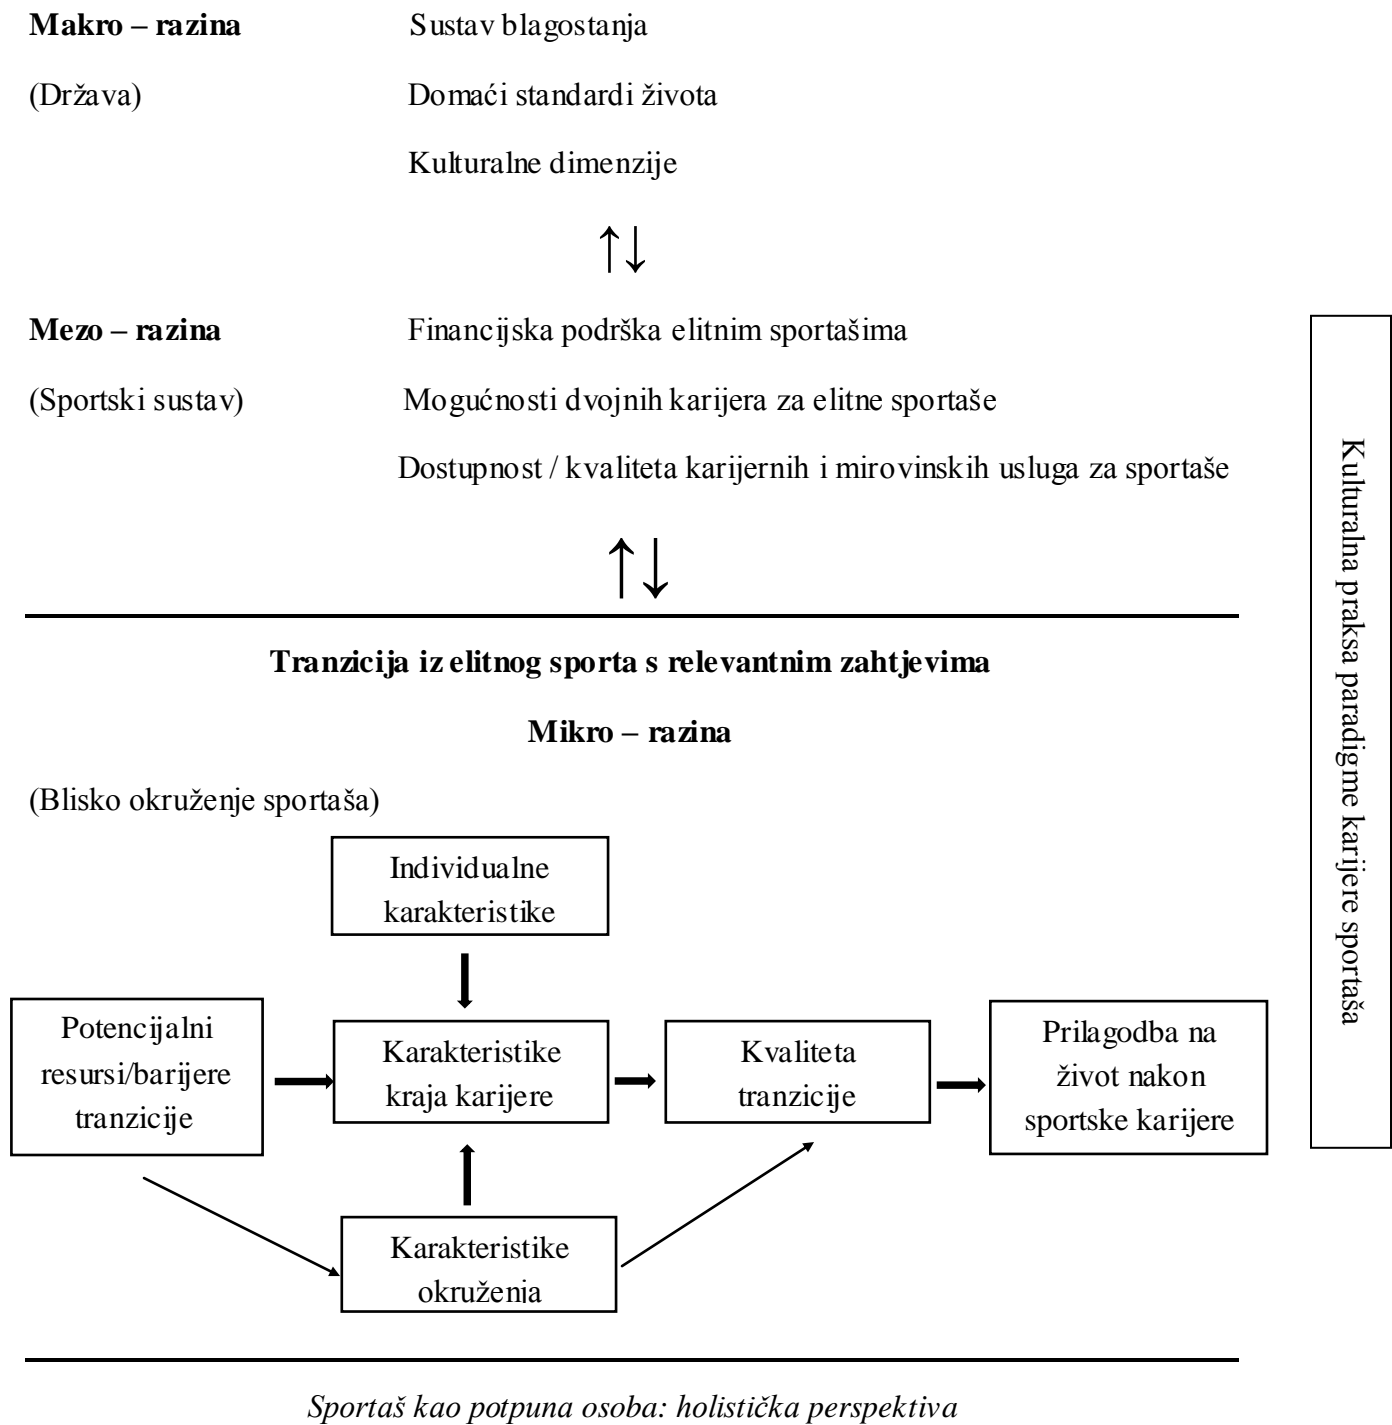 Makro – razina Sustav blagostanja
(Država) Domaći standardi života
Kulturalne dimenzije
↑↓
Mezo – razina Financijska podrška elitnim sportašima
(Sportski sustav) Mogućnosti dvojnih karijera za elitne sportaše
Dostupnost / kvaliteta karijernih i mirovinskih usluga za sportaše
↑↓
Tranzicija iz elitnog sporta s relevantnim zahtjevima
Mikro – razina
(Blisko okruženje sportaša)
Individualne
karakteristike
Potencijalni
resursi/barijere
tranzicije
Karakteristike
kraja karijere
Kvaliteta
tranzicije
Prilagodba na
život nakon
sportske karijere
Karakteristike
okruženja
Kulturalna praksa paradigme karijere sportaša
Sportaš kao potpuna osoba: holistička perspektiva